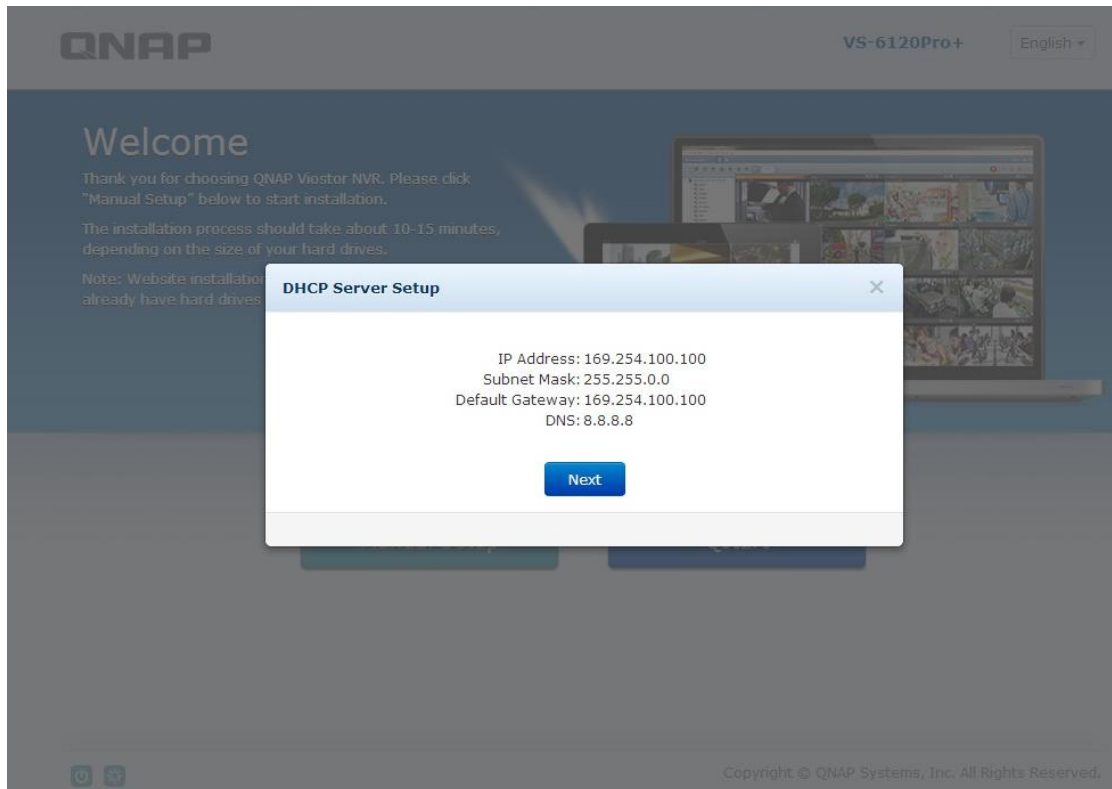 QNAP
VS-6120Pro+
English
Welcome
Thank you for choosing QNAP Viostor NVR. Please click
"Manual Setup" below to start installation.
The installation process should take about 10-15 minutes,
depending on the size of your hard drives.
Note: Website installation
already have hard drives
DHCP Server Setup
IP Address: 169.254.100.100
Subnet Mask: 255.255.0.0
Default Gateway: 169.254.100.100
DNS: 8.8.8.8
Next
Copyright © QNAP Systems, Inc. All Rights Reserved.